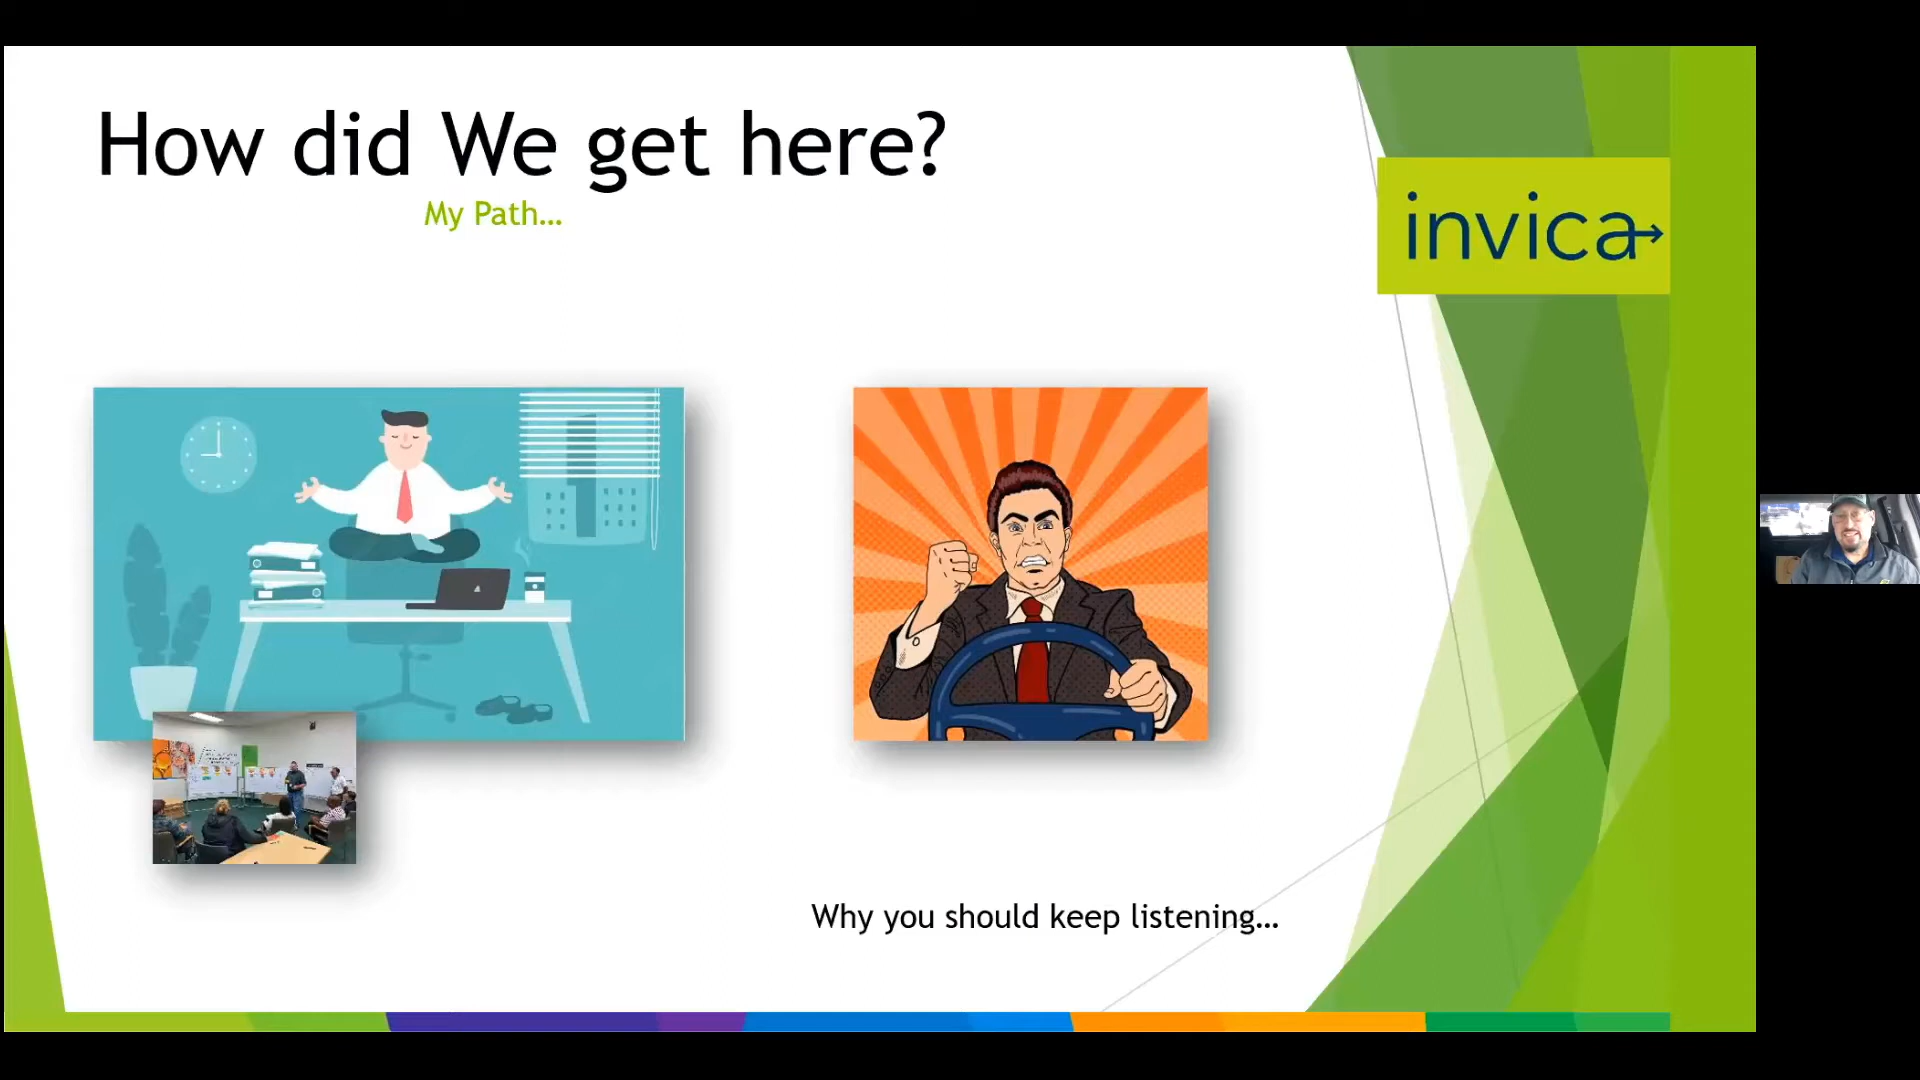 How did We get here?
My Path...
invica
Why you should keep listening...